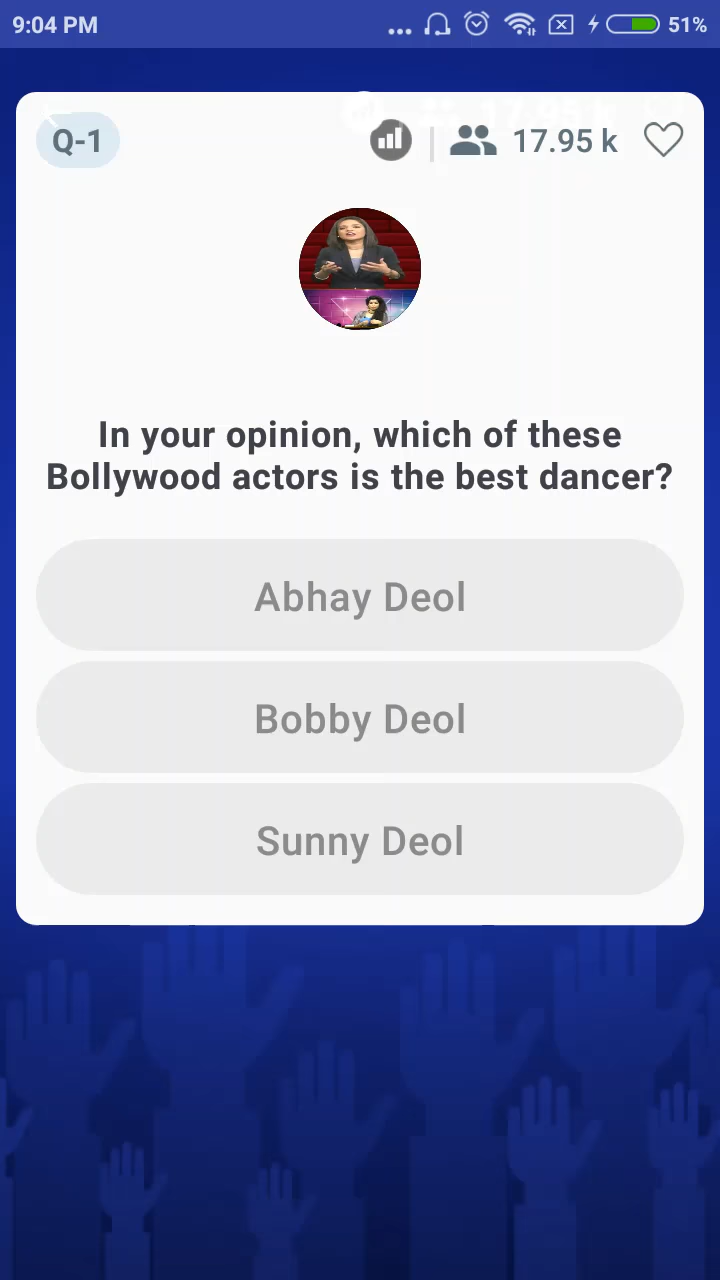 9:04 PM
51%
Q-1
17.95 k
In your opinion, which of these
Bollywood actors is the best dancer?
Abhay Deol
Bobby Deol
Sunny Deol